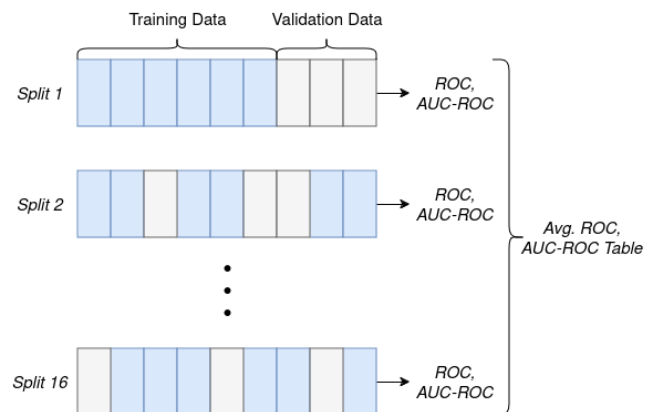 Training Data
Validation Data
Split 1
ROC,
AUC-ROC
Split 2
ROC,
AUC-ROC
Avg. ROC,
AUC-ROC Table
Split 16
ROC,
AUC-ROC